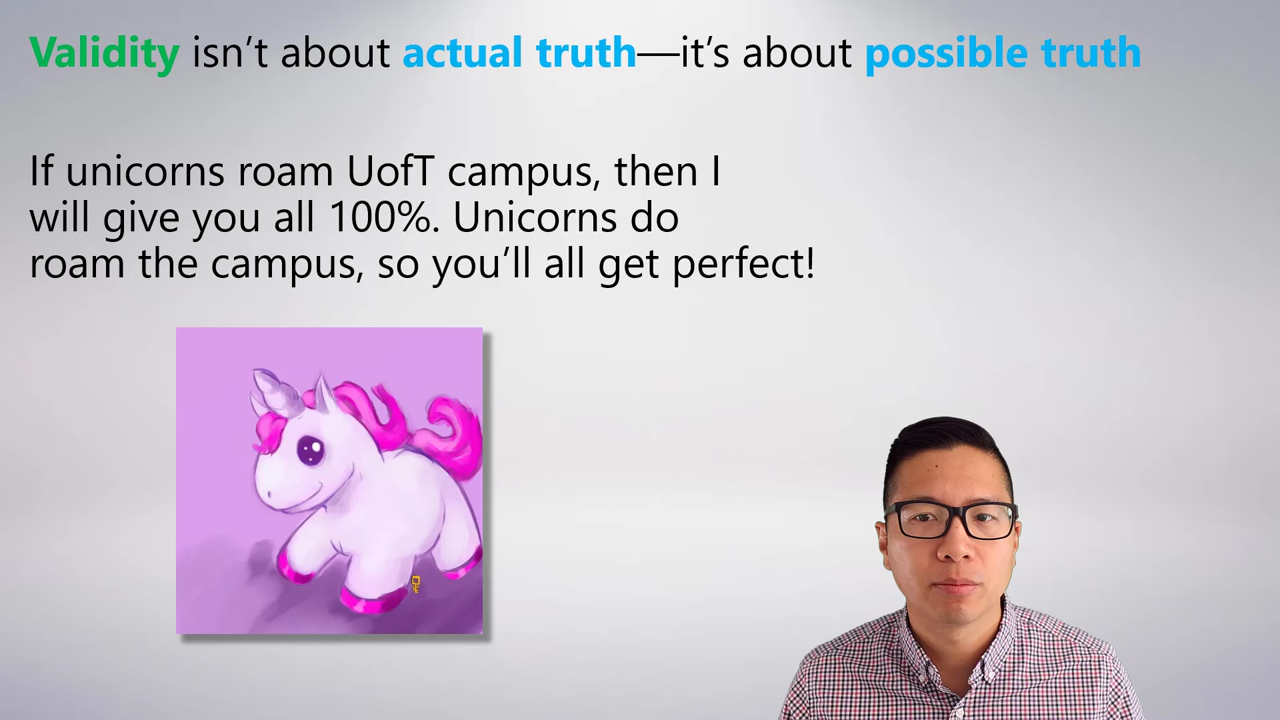 Validity isn’t about actual truth—it’s about possible truth
If unicorns roam UofT campus, then I
will give you all 100%. Unicorns do
roam the campus, so you’ll all get perfect!